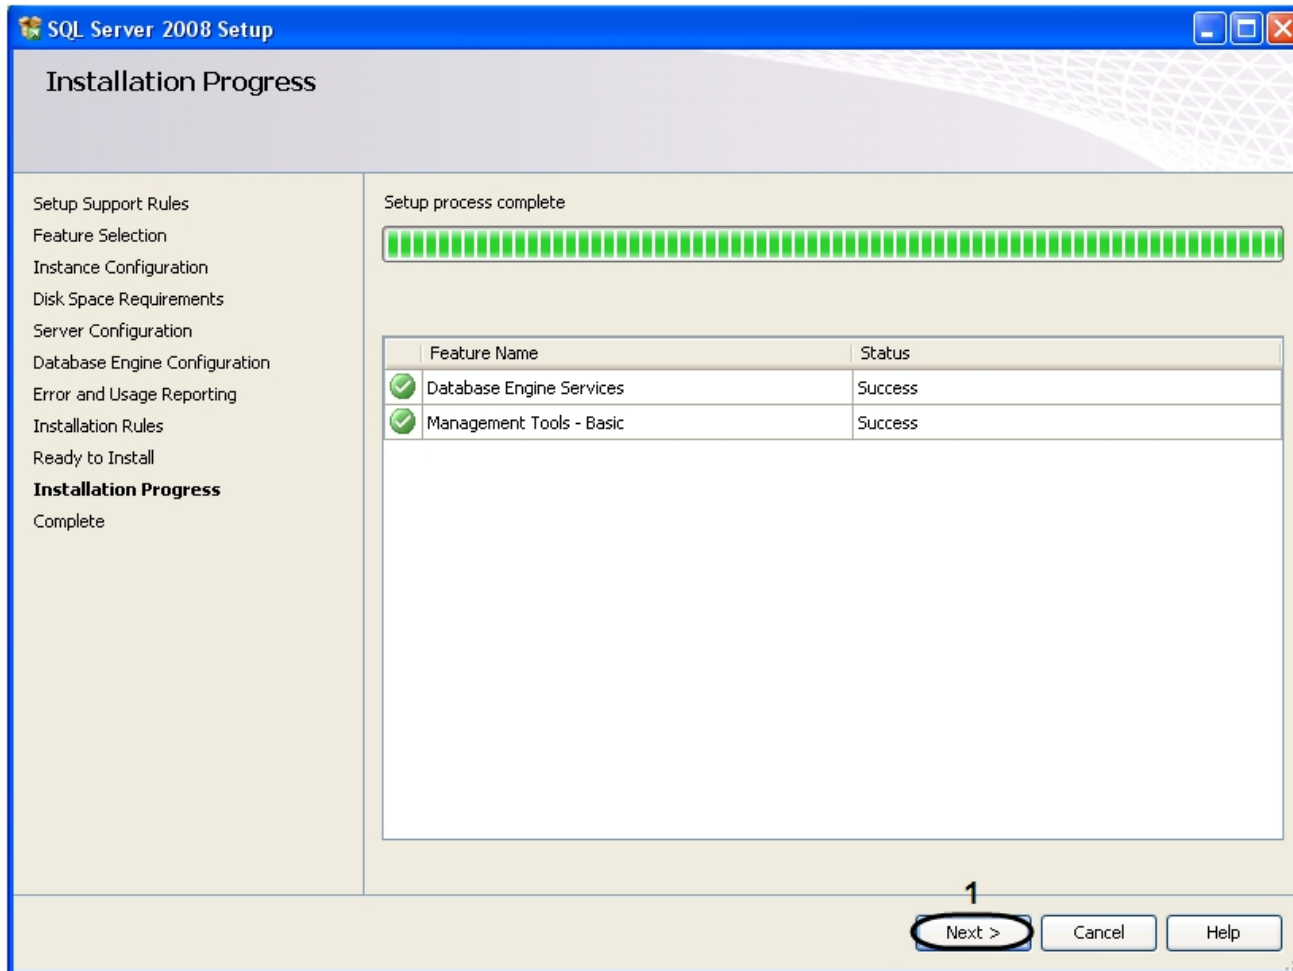 SQL Server 2008 Setup
Installation Progress
Setup Support Rules
Feature Selection
Instance Configuration
Disk Space Requirements
Server Configuration
Database Engine Configuration
Error and Usage Reporting
Installation Rules
Ready to Install
Installation Progress
Complete
Setup process complete
Feature Name Status
Database Engine Services Success
Management Tools - Basic Success
1
Next > Cancel Help